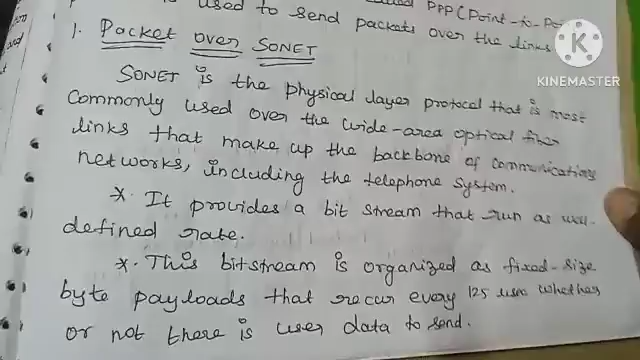 PPP (Point-to-Po
is used to send packets over the links
1. Packet over SONET
SONET is the physical layer protocol that is most
commonly used over the wide-area optical fiber
links that make up the backbone of communications
networks, including the telephone system.
*. It provides a bit stream that run as well-
defined rate.
*. This bitstream is organized as fixed-size
byte payloads that recur every 125 usec whether
or not there is user data to send.
KINEMASTER